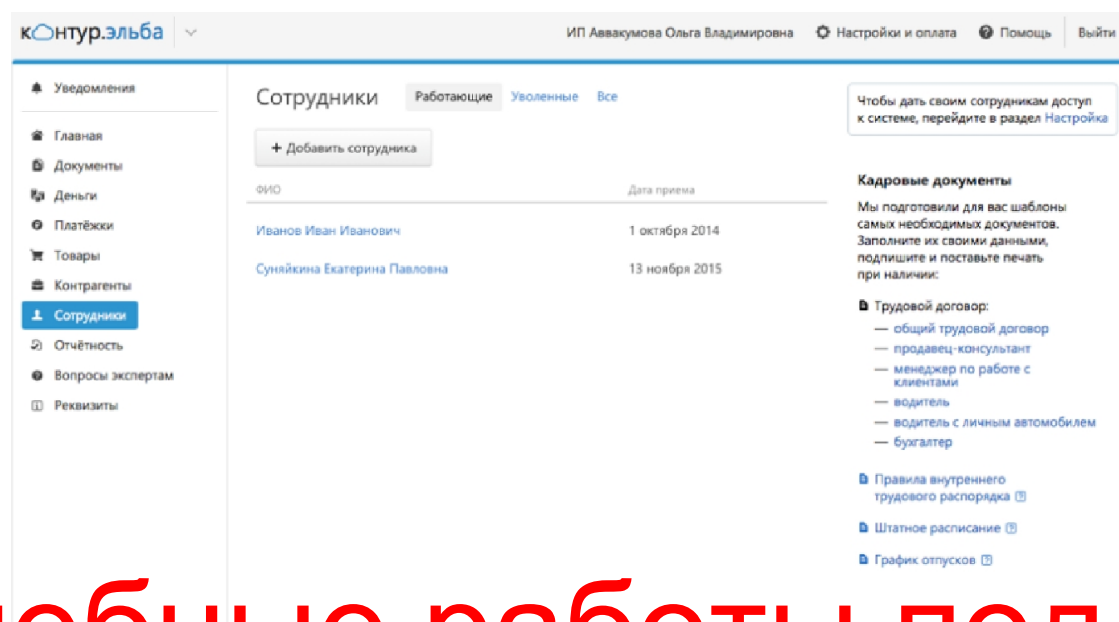 контур.эльба
ИП Аввакумова Ольга Владимировна Настройки и оплата Помощь Выйти
Уведомления
Главная
Документы
Деньги
Платёжки
Товары
Контрагенты
Сотрудники
Отчётность
Вопросы экспертам
Реквизиты
Сотрудники Работающие Уволенные Все
+ Добавить сотрудника
ФИО Дата приема
Иванов Иван Иванович 1 октября 2014
Суняйкина Екатерина Павловна 13 ноября 2015
Чтобы дать своим сотрудникам доступ
к системе, перейдите в раздел Настройка
Кадровые документы
Мы подготовили для вас шаблоны
самых необходимых документов.
Заполните их своими данными,
подпишите и поставьте печать
при наличии:
Трудовой договор:
— общий трудовой договор
— продавец-консультант
— менеджер по работе с
клиентами
— водитель
— водитель с личным автомобилем
— бухгалтер
Правила внутреннего
трудового распорядка ?
Штатное расписание ?
График отпусков ?
работы